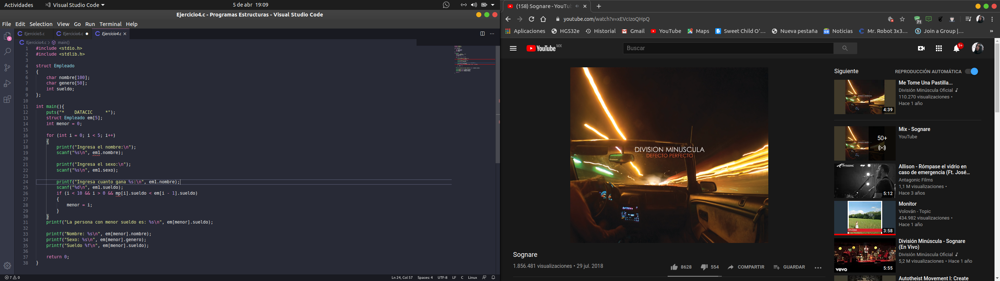 Actividades
Visual Studio Code
5 de abr 19:09
Ejercicio4.c - Programas Estructuras - Visual Studio Code
File Edit Selection View Go Run Terminal Help
Ejercicio5.c Ejercicio6.c Ejercicio4.c
Ejercicio4.c > main()
1 #include <stdio.h>
2 #include <stdlib.h>
3
4 struct Empleado
5 {
6 char nombre[100];
7 char genero[50];
8 int sueldo;
9 };
10
11 int main(){
12 puts("*    DATACIC     *");
13 struct Empleado em[5];
14 int menor = 0;
15
16 for (int i = 0; i < 5; i++)
17 {
18 printf("Ingresa el nombre:\n");
19 scanf("%s\n", em1.nombre);
20
21 printf("Ingresa el sexo:\n");
22 scanf("%s\n", em1.sexo);
23
24 printf("Ingresa cuanto gana %s:\n", em1.nombre);
25 scanf("%d\n", em1.sueldo);
26 if (i < 10 && i > 0 && mp[i].sueldo < em[i - 1].sueldo)
27 {
28 menor = i;
29 }
30 }
31 printf("La persona con menor sueldo es: %s\n", em[menor].sueldo);
32
33 printf("Nombre: %s\n", em[menor].nombre);
34 printf("Sexo: %s\n", em[menor].genero);
35 printf("Sueldo %f\n", em[menor].sueldo);
36
37 return 0;
38 }
1
7 0
Ln 24, Col 57 Spaces: 4 UTF-8 LF C Linux
(158) Sognare - YouTub
youtube.com/watch?v=xEVcIzoQHpQ
71
Aplicaciones HG532e Historial Gmail YouTube Maps Sweet Child O'... Nueva pestaña Noticias Mr. Robot 3x3... Join a Group |... »
YouTube MX
Buscar
9+
DIVISION MINUSCULA
DEFECTO PERFECTO
Sognare
1.856.481 visualizaciones • 29 jul. 2018
8628 554 COMPARTIR GUARDAR
Siguiente
REPRODUCCIÓN AUTOMÁTICA
Me Tome Una Pastilla...
División Minúscula Oficial
110.270 visualizaciones •
Hace 1 año
4:39
Mix - Sognare
YouTube
50+
Allison - Rómpase el vidrio en
caso de emergencia (Ft. José...
Antagonic Films
1,1 M visualizaciones •
Hace 3 años
ANTAGONIC
5:12
Monitor
Volován - Topic
434.982 visualizaciones •
Hace 1 año
VOLOVÁN
3:58
División Minúscula - Sognare
(En Vivo)
División Minúscula Oficial
5,2 M visualizaciones • Hace 1 año
vevo
5:55
Autotheist Movement I: Create